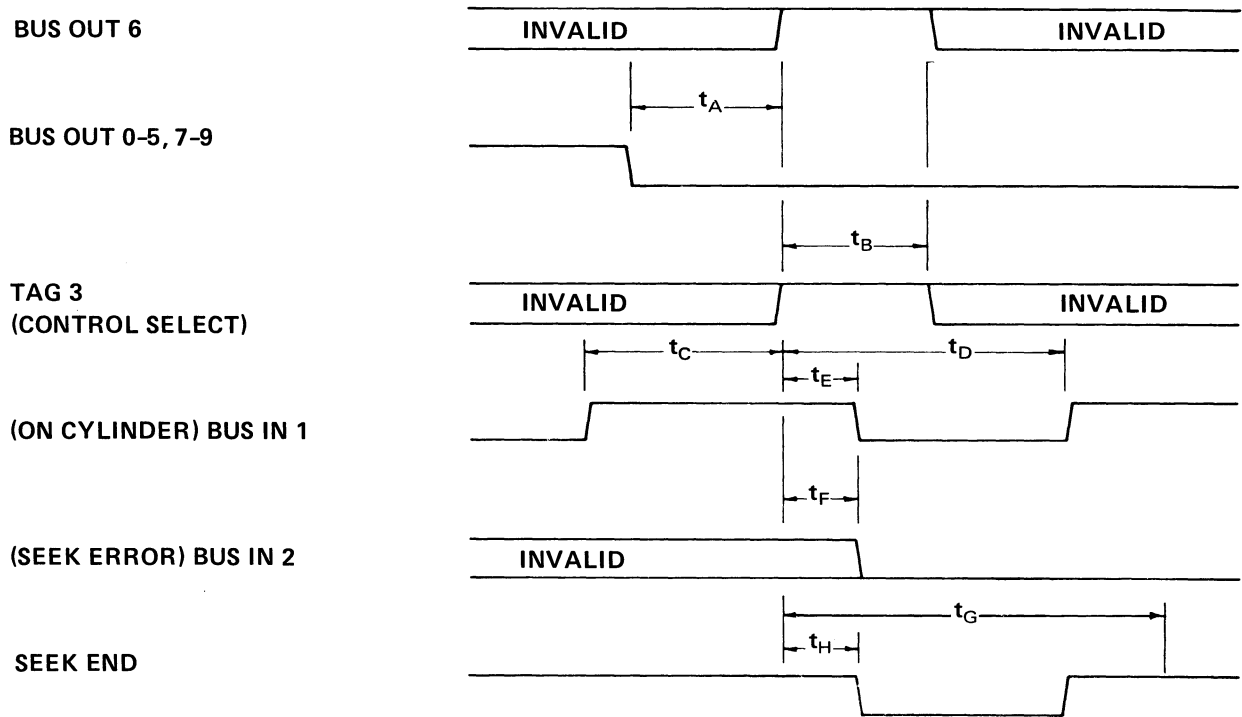 BUS OUT 6
INVALID
INVALID
tA
BUS OUT 0–5, 7–9
tB
TAG 3
(CONTROL SELECT)
INVALID
INVALID
tC
tD
tE
(ON CYLINDER) BUS IN 1
tF
(SEEK ERROR) BUS IN 2
INVALID
tG
tH
SEEK END